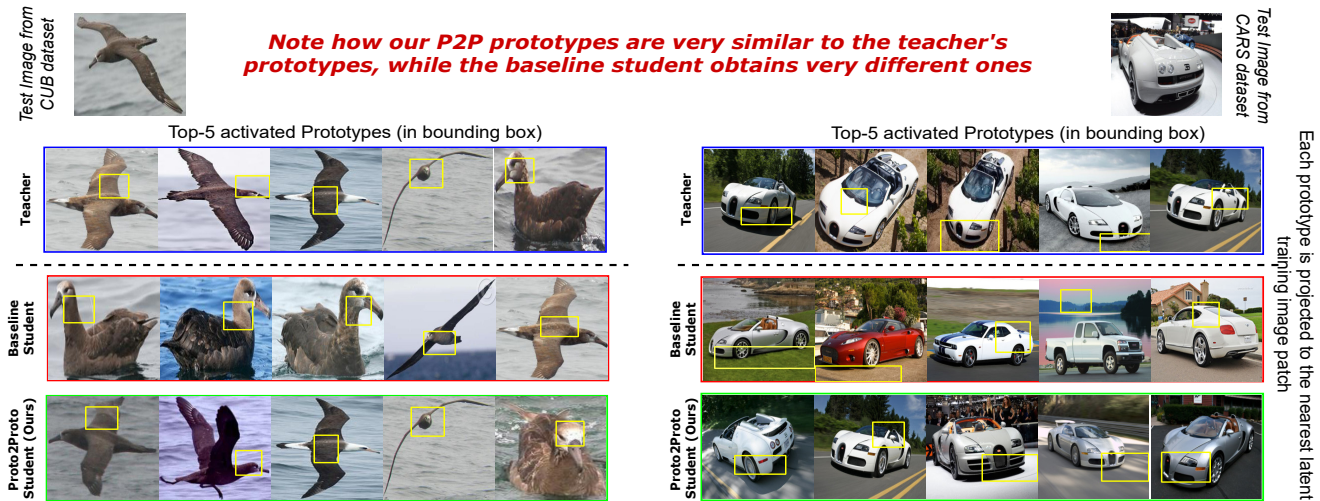 Test Image from
CUB dataset
Note how our P2P prototypes are very similar to the teacher's
prototypes, while the baseline student obtains very different ones
Test Image from
CARS dataset
Top-5 activated Prototypes (in bounding box)
Top-5 activated Prototypes (in bounding box)
Teacher
Teacher
Baseline
Student
Baseline
Student
Proto2Proto
Student (Ours)
Proto2Proto
Student (Ours)
Each prototype is projected to the nearest latent
training image patch